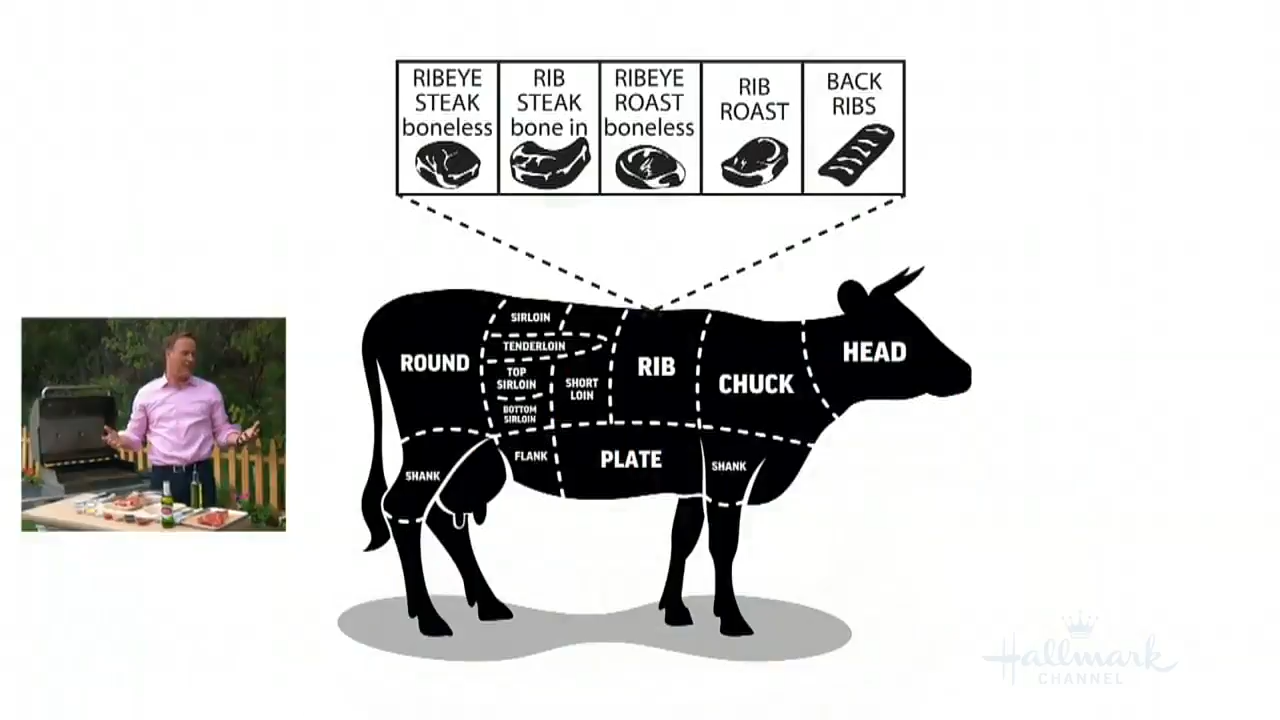 RIBEYE
STEAK
boneless
RIB
STEAK
bone in
RIBEYE
ROAST
boneless
RIB
ROAST
BACK
RIBS
SIRLOIN
TENDERLOIN
ROUND
TOP
SIRLOIN
BOTTOM
SIRLOIN
SHORT
LOIN
RIB
CHUCK
HEAD
SHANK
FLANK
PLATE
SHANK
Hallmark
CHANNEL